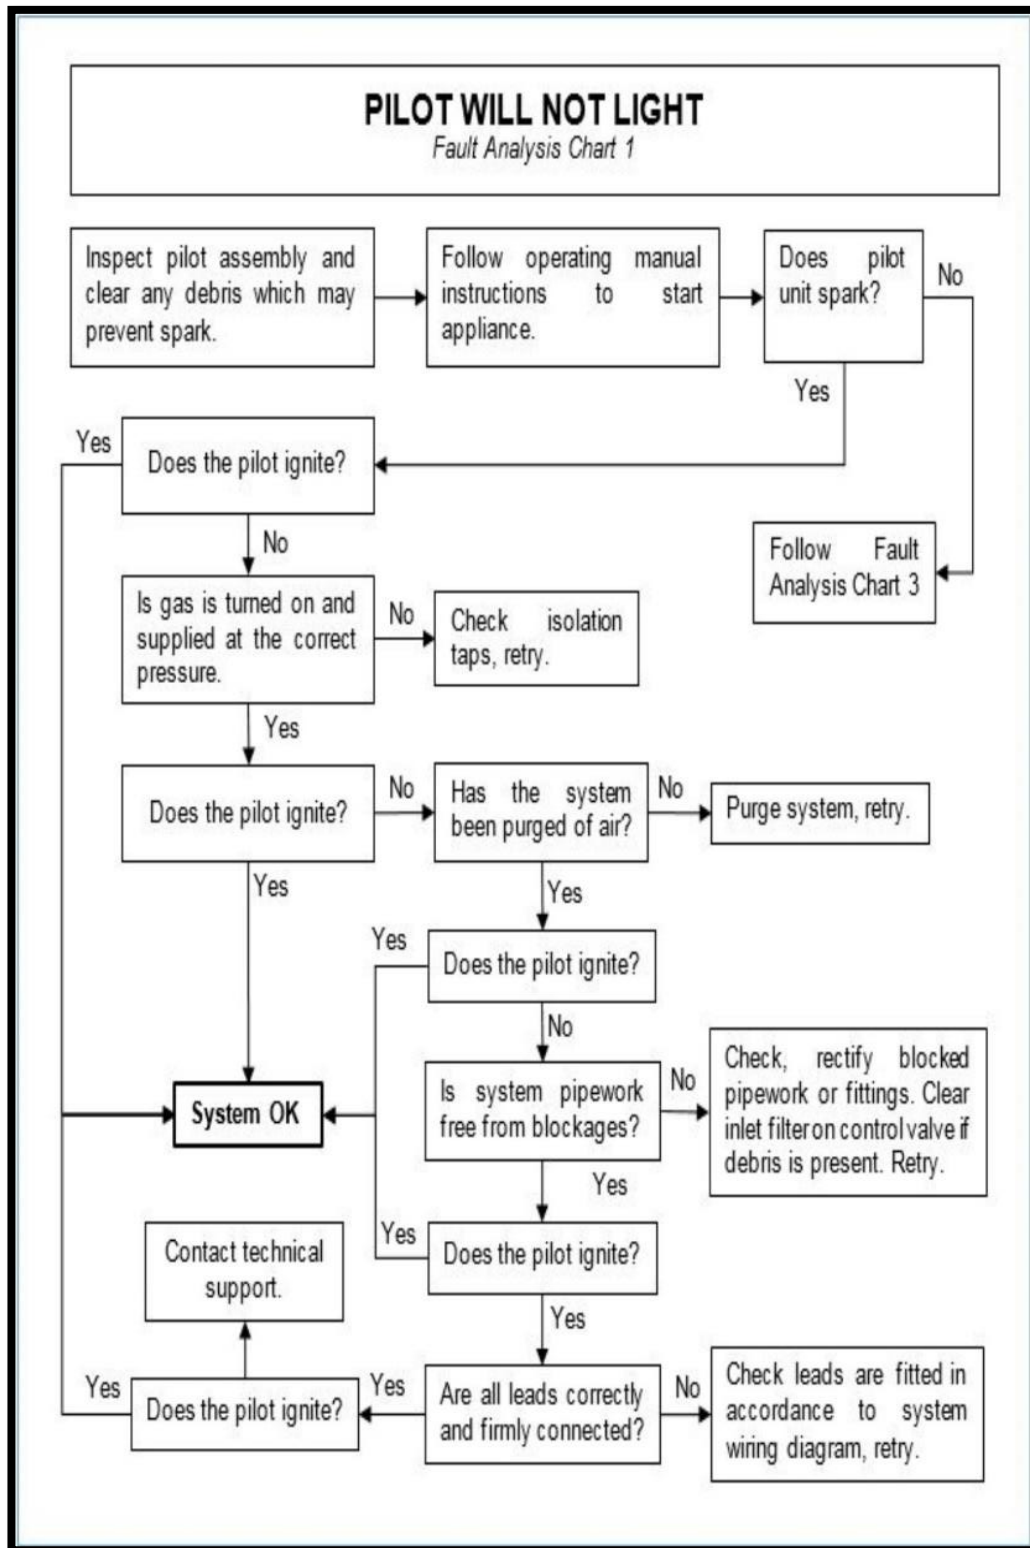 PILOT WILL NOT LIGHT
Fault Analysis Chart 1
Inspect pilot assembly and
clear any debris which may
prevent spark.
Follow operating manual
instructions to start
appliance.
Does pilot
unit spark?
No
Yes
Yes
Does the pilot ignite?
No
Follow Fault
Analysis Chart 3
Is gas is turned on and
supplied at the correct
pressure.
No
Check isolation
taps, retry.
Yes
Does the pilot ignite?
No
Has the system
been purged of air?
No
Purge system, retry.
Yes
Yes
Yes
Does the pilot ignite?
No
System OK
Is system pipework
free from blockages?
No
Check, rectify blocked
pipework or fittings. Clear
inlet filter on control valve if
debris is present. Retry.
Yes
Yes
Does the pilot ignite?
Contact technical
support.
Yes
Yes
Does the pilot ignite?
Yes
Are all leads correctly
and firmly connected?
No
Check leads are fitted in
accordance to system
wiring diagram, retry.